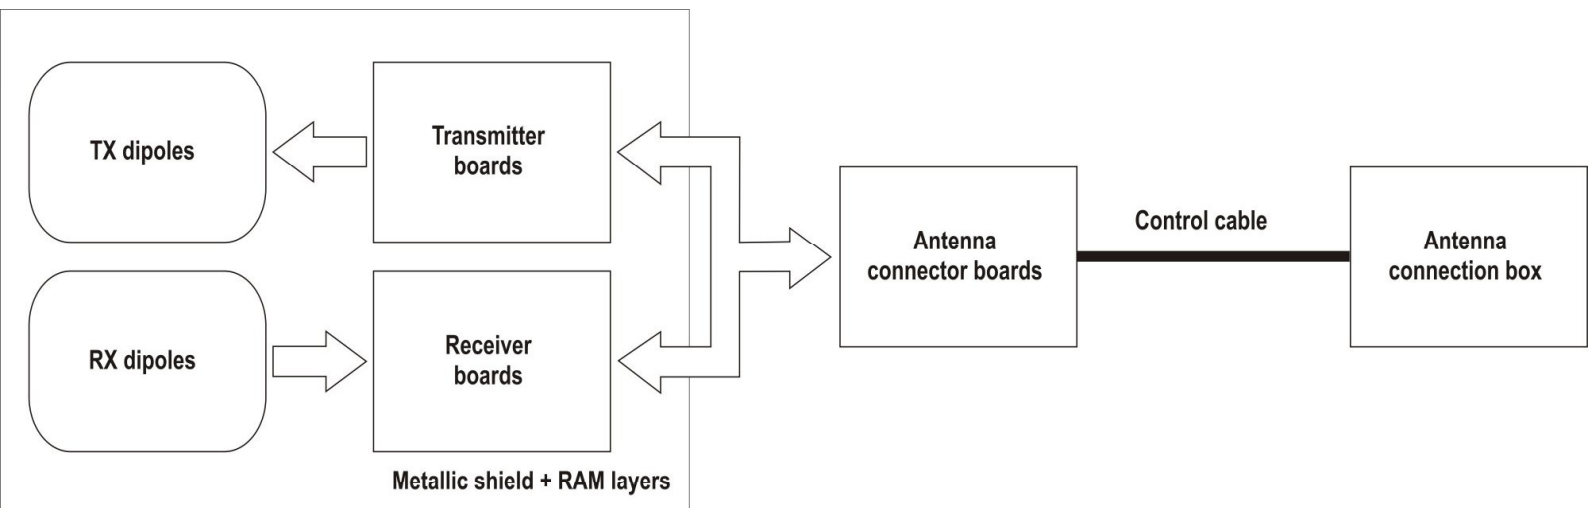 TX dipoles
Transmitter
boards
RX dipoles
Receiver
boards
Metallic shield + RAM layers
Antenna
connector boards
Control cable
Antenna
connection box